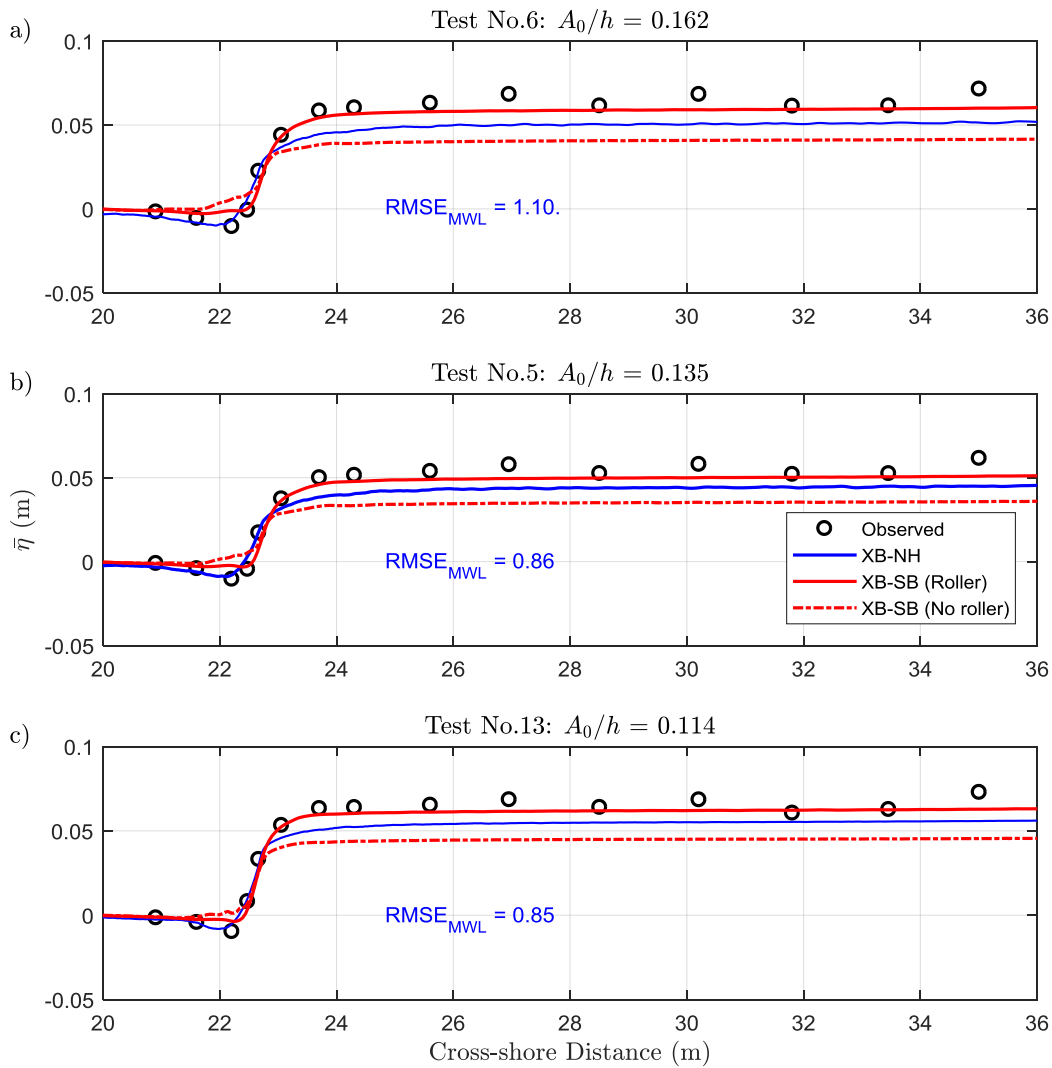 a)
Test No.6: A₀/h = 0.162
0.1
0.05
0
-0.05
RMSE_MWL = 1.10.
20 22 24 26 28 30 32 34 36
b)
Test No.5: A₀/h = 0.135
0.1
0.05
0
-0.05
η̄ (m)
Observed
XB-NH
XB-SB (Roller)
XB-SB (No roller)
RMSE_MWL = 0.86
20 22 24 26 28 30 32 34 36
c)
Test No.13: A₀/h = 0.114
0.1
0.05
0
-0.05
RMSE_MWL = 0.85
20 22 24 26 28 30 32 34 36
Cross-shore Distance (m)